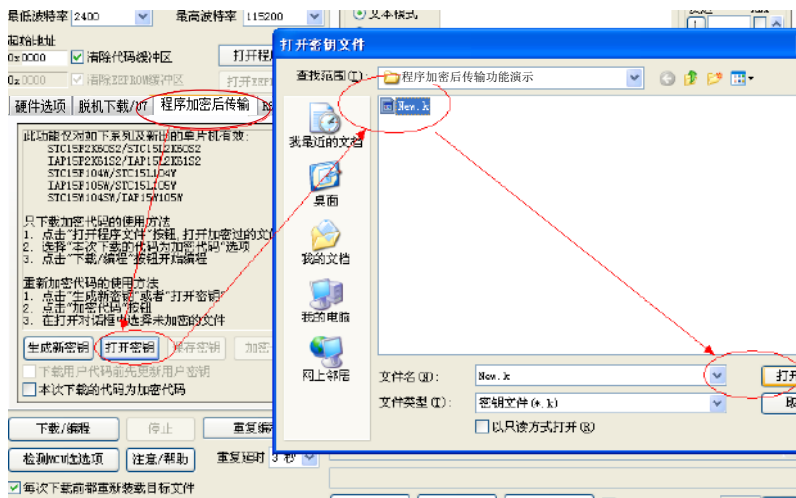 最低波特率 2400 最高波特率 115200
文本模式
起始地址
0x0000 清除代码缓冲区 打开程
0x0000 清除EEPROM缓冲区 打开EEP
硬件选项 脱机下载/U7 程序加密后传输
此功能仅对如下系列及新出的单片机有效:
STC15F2K60S2/STC15L2K60S2
IAP15F2K61S2/IAP15L2K61S2
STC15F104W/STC15L104W
IAP15F105W/STC15L105W
STC15W104SW/IAP15W105W
只下载加密代码的使用方法
1. 点击"打开程序文件"按钮,打开加密过的文
2. 选择"本次下载的代码为加密代码"选项
3. 点击"下载/编程"按钮开始编程
重新加密代码的使用方法
1. 点击"生成新密钥"或者"打开密钥"
2. 点击"加密代码"按钮
3. 在打开对话框中选择未加密的文件
生成新密钥 打开密钥 保存密钥 加密
下载用户代码前先更新用户密钥
本次下载的代码为加密代码
下载/编程 停止 重复编
检测MCU选项 注意/帮助 重复延时 3 秒
每次下载前都重新装载目标文件
打开密钥文件
查找范围(I): 程序加密后传输功能演示
New.k
我最近的文档
桌面
我的文档
我的电脑
网上邻居
文件名(N): New.k 打开
文件类型(T): 密钥文件(*.k) 取
以只读方式打开(R)